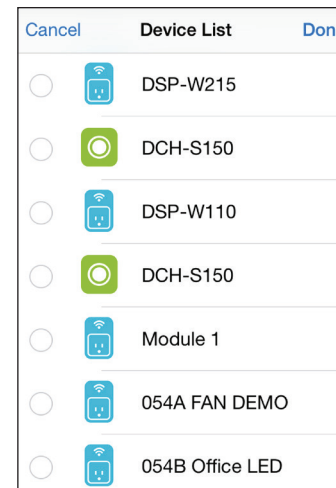 Cancel Device List Don
DSP-W215
DCH-S150
DSP-W110
DCH-S150
Module 1
054A FAN DEMO
054B Office LED